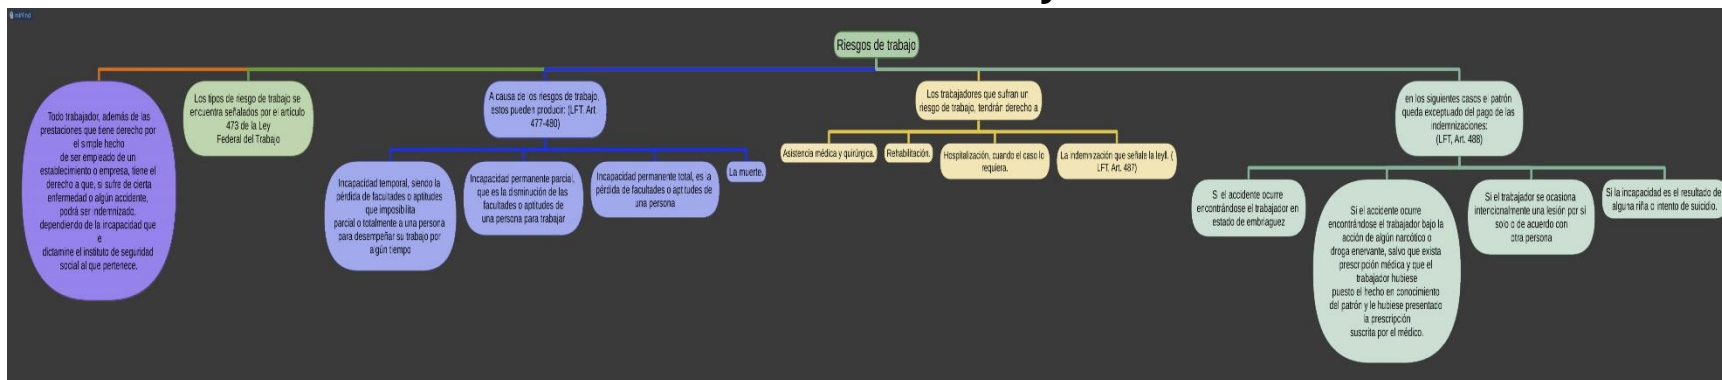 miMind
Riesgos de trabajo
Todo trabajador, además de las
prestaciones que tiene derecho por
el simple hecho
de ser empleado de un
establecimiento o empresa, tiene el
derecho a que, si sufre de cierta
enfermedad o algún accidente,
podrá ser indemnizado,
dependiendo de la incapacidad que
e
dictamine el instituto de seguridad
social al que pertenece.
Los tipos de riesgo de trabajo se
encuentra señalados por el artículo
473 de la Ley
Federal del Trabajo
A causa de los riesgos de trabajo,
estos pueden producir: (LFT, Art.
477-480)
Incapacidad temporal, siendo la
pérdida de facultades o aptitudes
que imposibilita
parcial o totalmente a una persona
para desempeñar su trabajo por
algún tiempo
Incapacidad permanente parcial,
que es la disminución de las
facultades o aptitudes de
una persona para trabajar
Incapacidad permanente total, es la
pérdida de facultades o aptitudes de
una persona
La muerte.
Los trabajadores que sufran un
riesgo de trabajo, tendrán derecho a
Asistencia médica y quirúrgica.
Rehabilitación.
Hospitalización, cuando el caso lo
requiera.
La indemnización que señale la leyll. (
LFT, Art. 487)
en los siguientes casos el patrón
queda exceptuado del pago de las
indemnizaciones:
(LFT, Art. 488)
Si el accidente ocurre
encontrándose el trabajador en
estado de embriaguez
Si el accidente ocurre
encontrándose el trabajador bajo la
acción de algún narcótico o
droga enervante, salvo que exista
prescripción médica y que el
trabajador hubiese
puesto el hecho en conocimiento
del patrón y le hubiese presentado
la prescripción
suscrita por el médico.
Si el trabajador se ocasiona
intencionalmente una lesión por sí
solo o de acuerdo con
otra persona
Si la incapacidad es el resultado de
alguna riña o intento de suicidio.